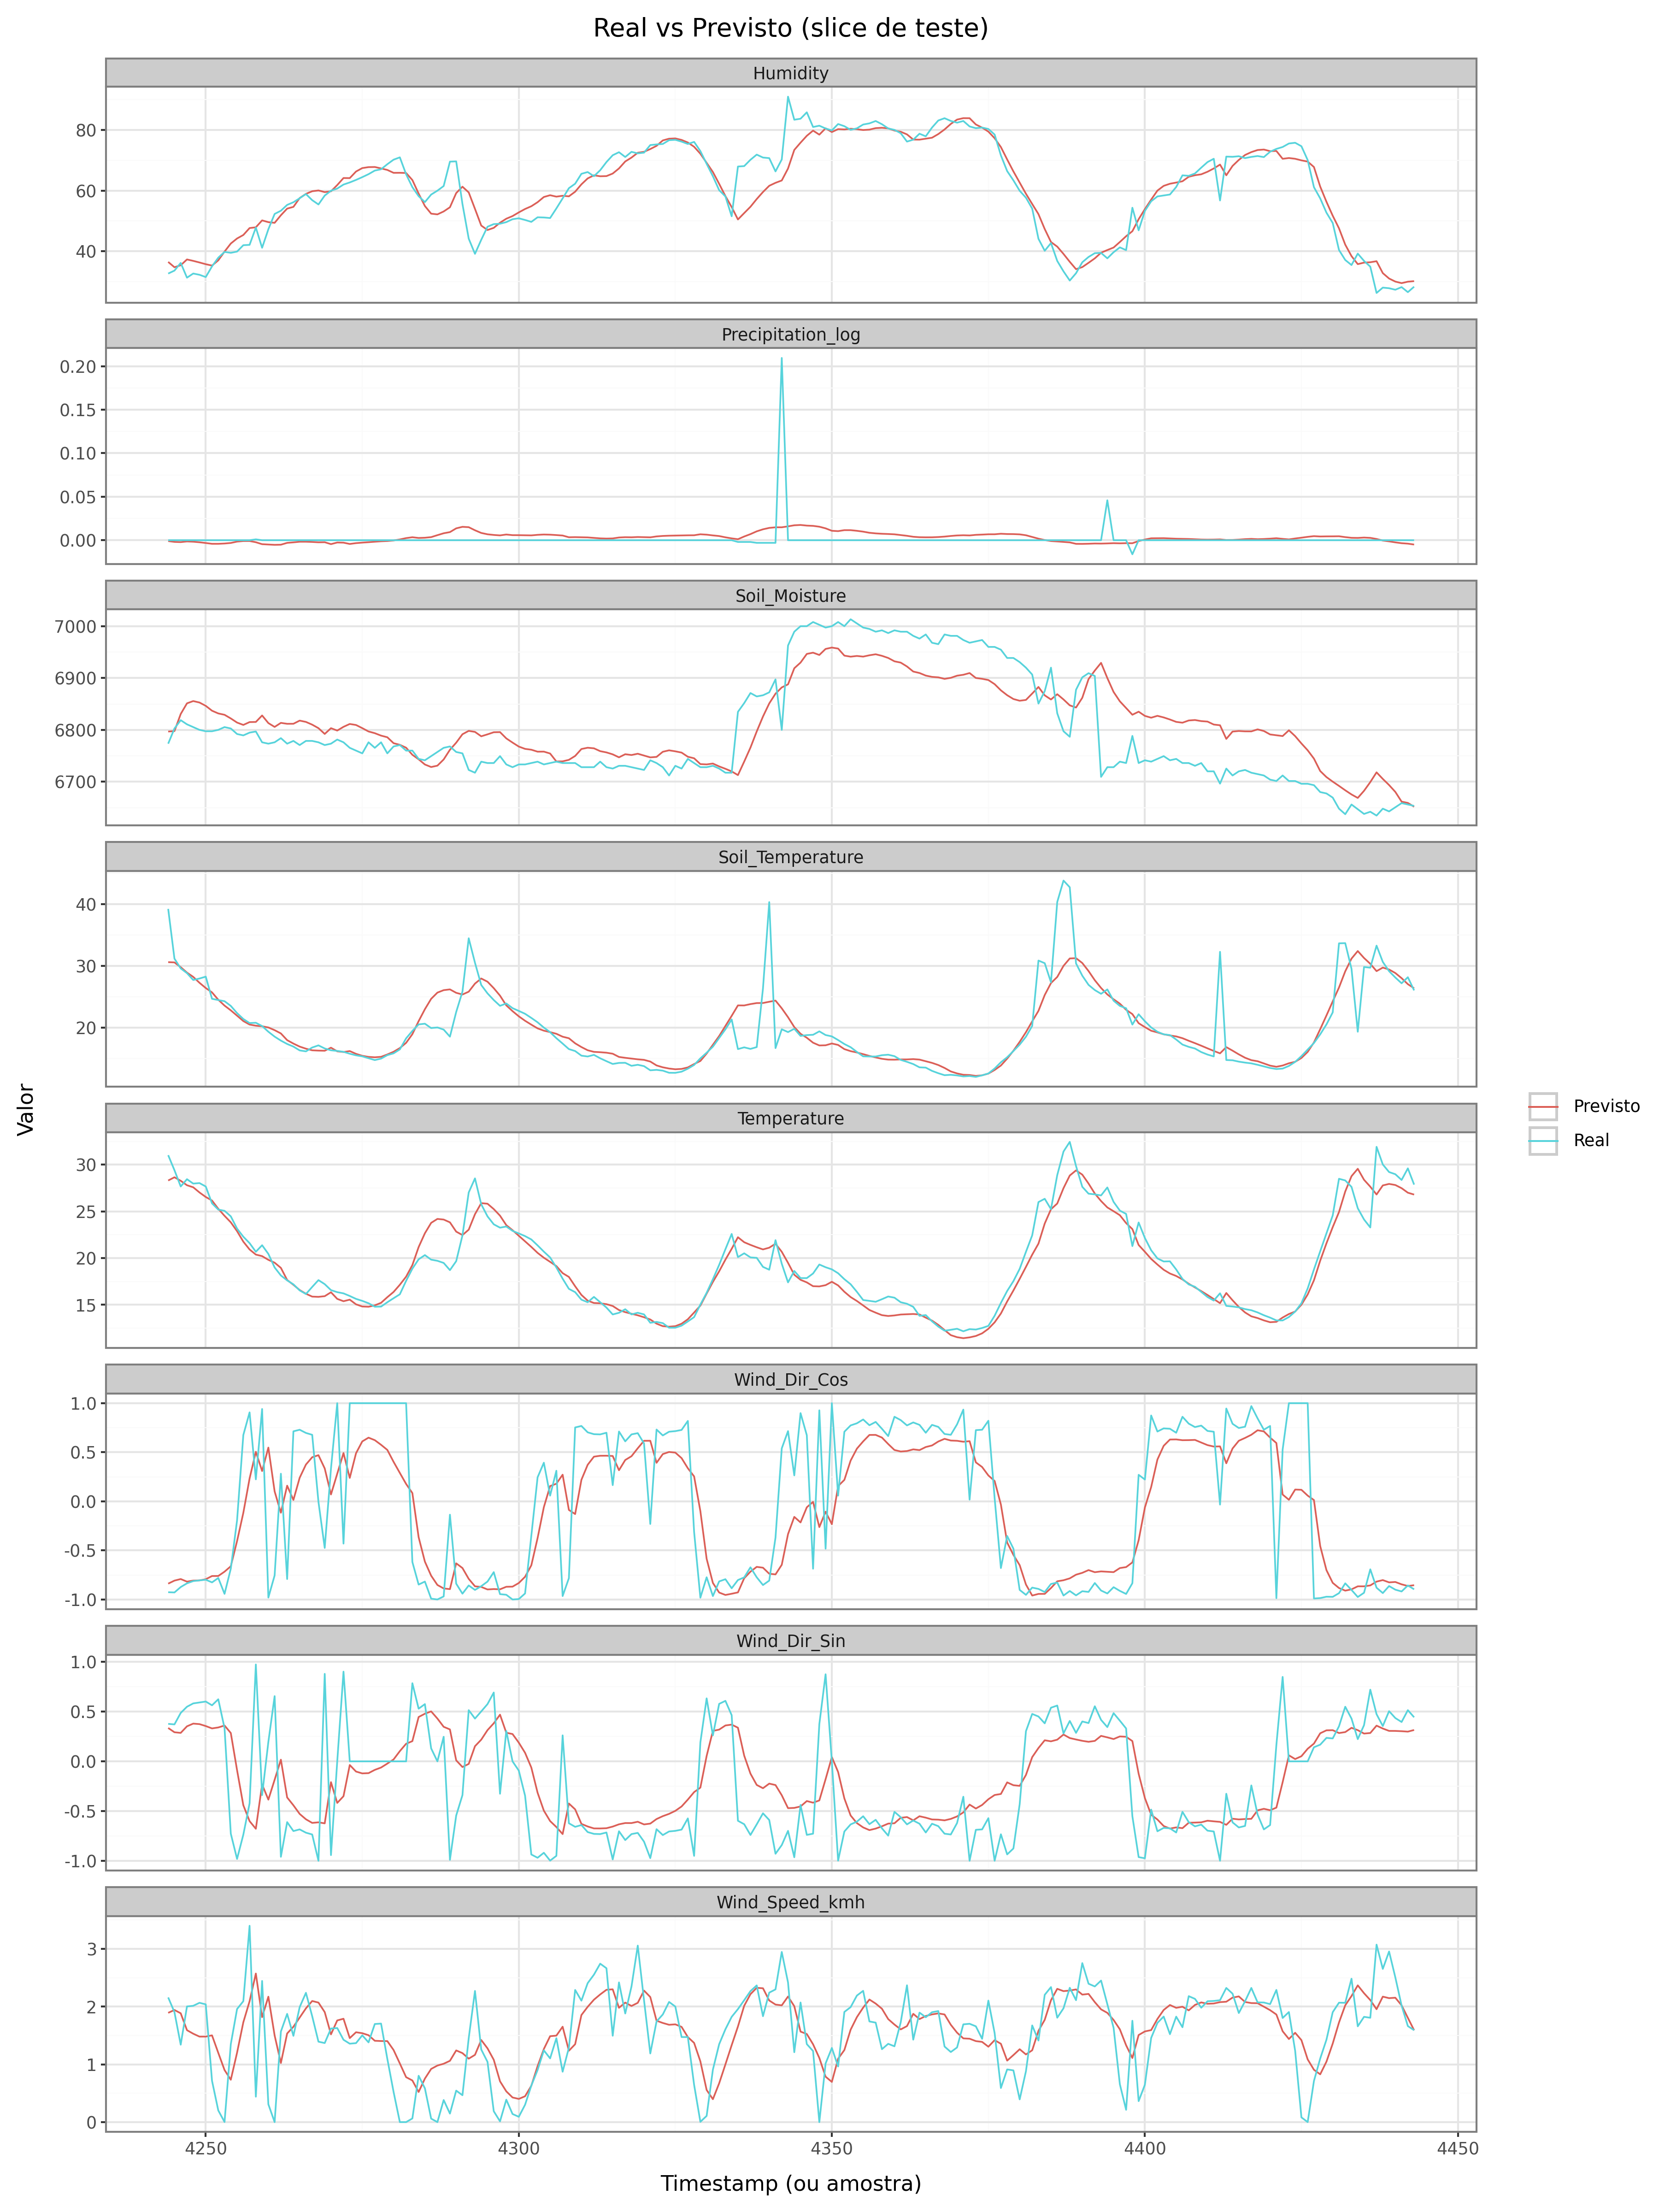 Real vs Previsto (slice de teste)
Humidity
80
60
40
Precipitation_log
0.20
0.15
0.10
0.05
0.00
Soil_Moisture
7000
6900
6800
6700
Soil_Temperature
40
30
20
Temperature
30
25
20
15
Wind_Dir_Cos
1.0
0.5
0.0
-0.5
-1.0
Wind_Dir_Sin
1.0
0.5
0.0
-0.5
-1.0
Wind_Speed_kmh
3
2
1
0
4250 4300 4350 4400 4450
Timestamp (ou amostra)
Valor
Previsto
Real